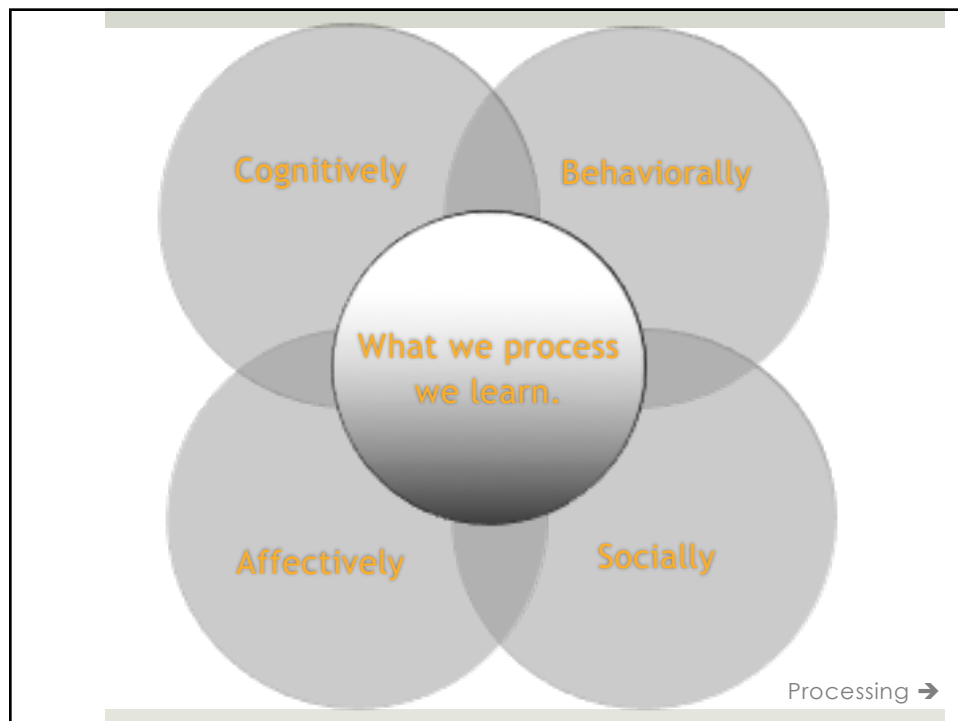 Cognitively
Behaviorally
What we process
we learn.
Affectively
Socially
Processing ➔